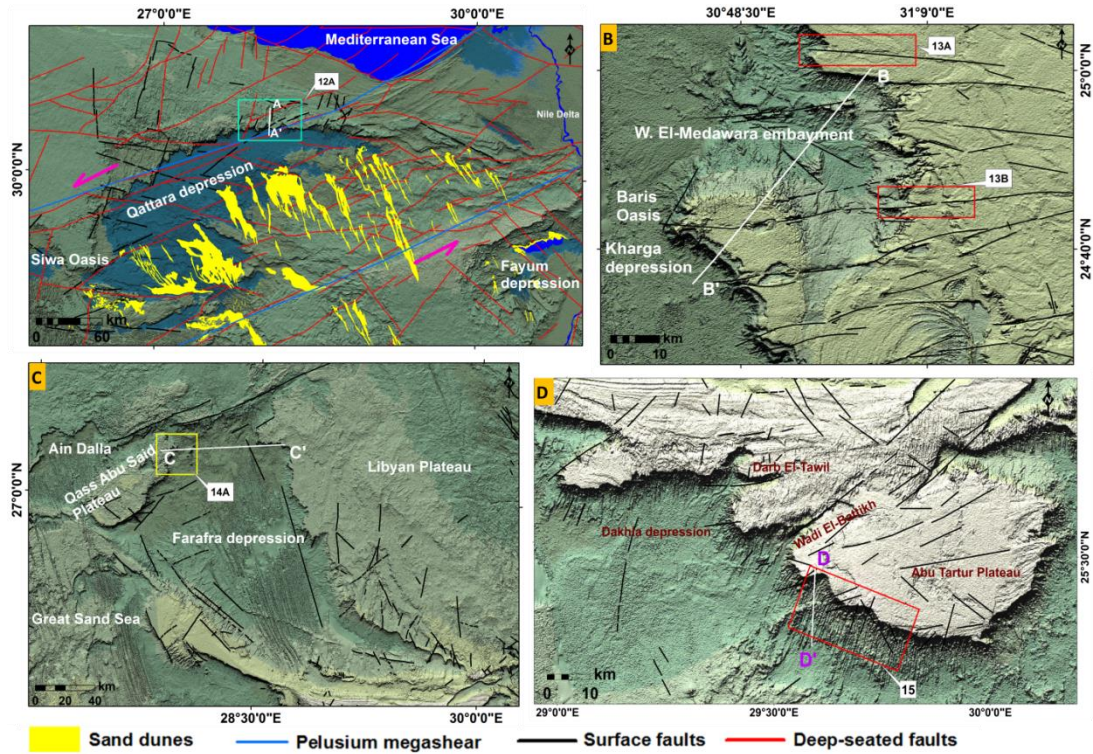 27°0'0"E
30°0'0"E
Mediterranean Sea
12A
A
A'
Nile Delta
30°0'0"N
Qattara depression
Siwa Oasis
Fayum
depression
0 60 km
B
30°48'30"E
31°9'0"E
13A
B
25°0'0"N
W. El-Medawara embayment
13B
Baris
Oasis
Kharga
depression
B'
24°40'0"N
0 10 km
C
Ain Dalla
Qass Abu Said
Plateau
C
C'
14A
Libyan Plateau
27°0'0"N
Farafra depression
Great Sand Sea
0 20 40 km
28°30'0"E
30°0'0"E
D
Darb El-Tawil
Dakhla depression
Wadi El-Battikh
Abu Tartur Plateau
25°30'0"N
D
D'
15
0 10 km
29°0'0"E
29°30'0"E
30°0'0"E
Sand dunes
Pelusium megashear
Surface faults
Deep-seated faults